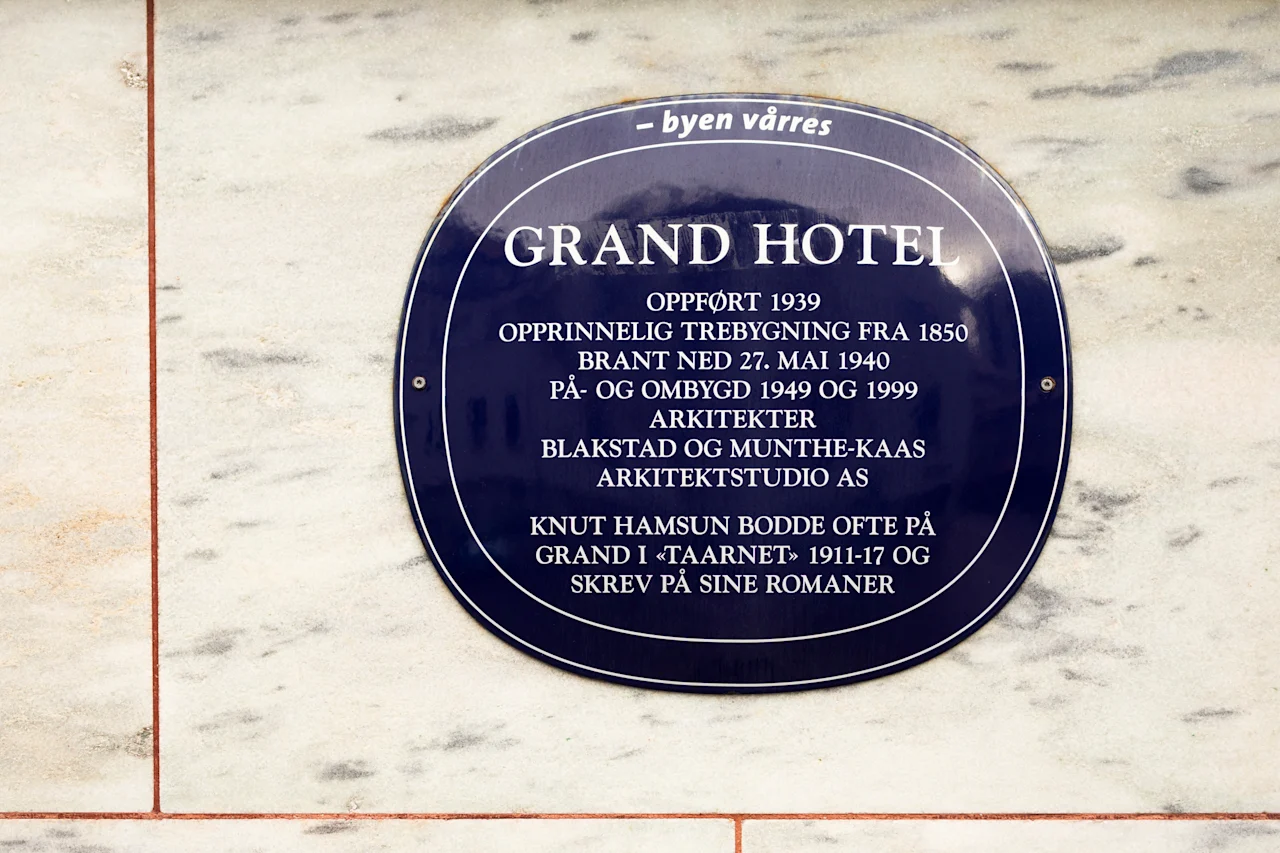 – byen vårres
GRAND HOTEL
OPPFØRT 1939
OPPRINNELIG TREBYGNING FRA 1850
BRANT NED 27. MAI 1940
PÅ- OG OMBYGD 1949 OG 1999
ARKITEKTER
BLAKSTAD OG MUNTHE-KAAS
ARKITEKTSTUDIO AS
KNUT HAMSUN BODDE OFTE PÅ
GRAND I «TAARNET» 1911-17 OG
SKREV PÅ SINE ROMANER